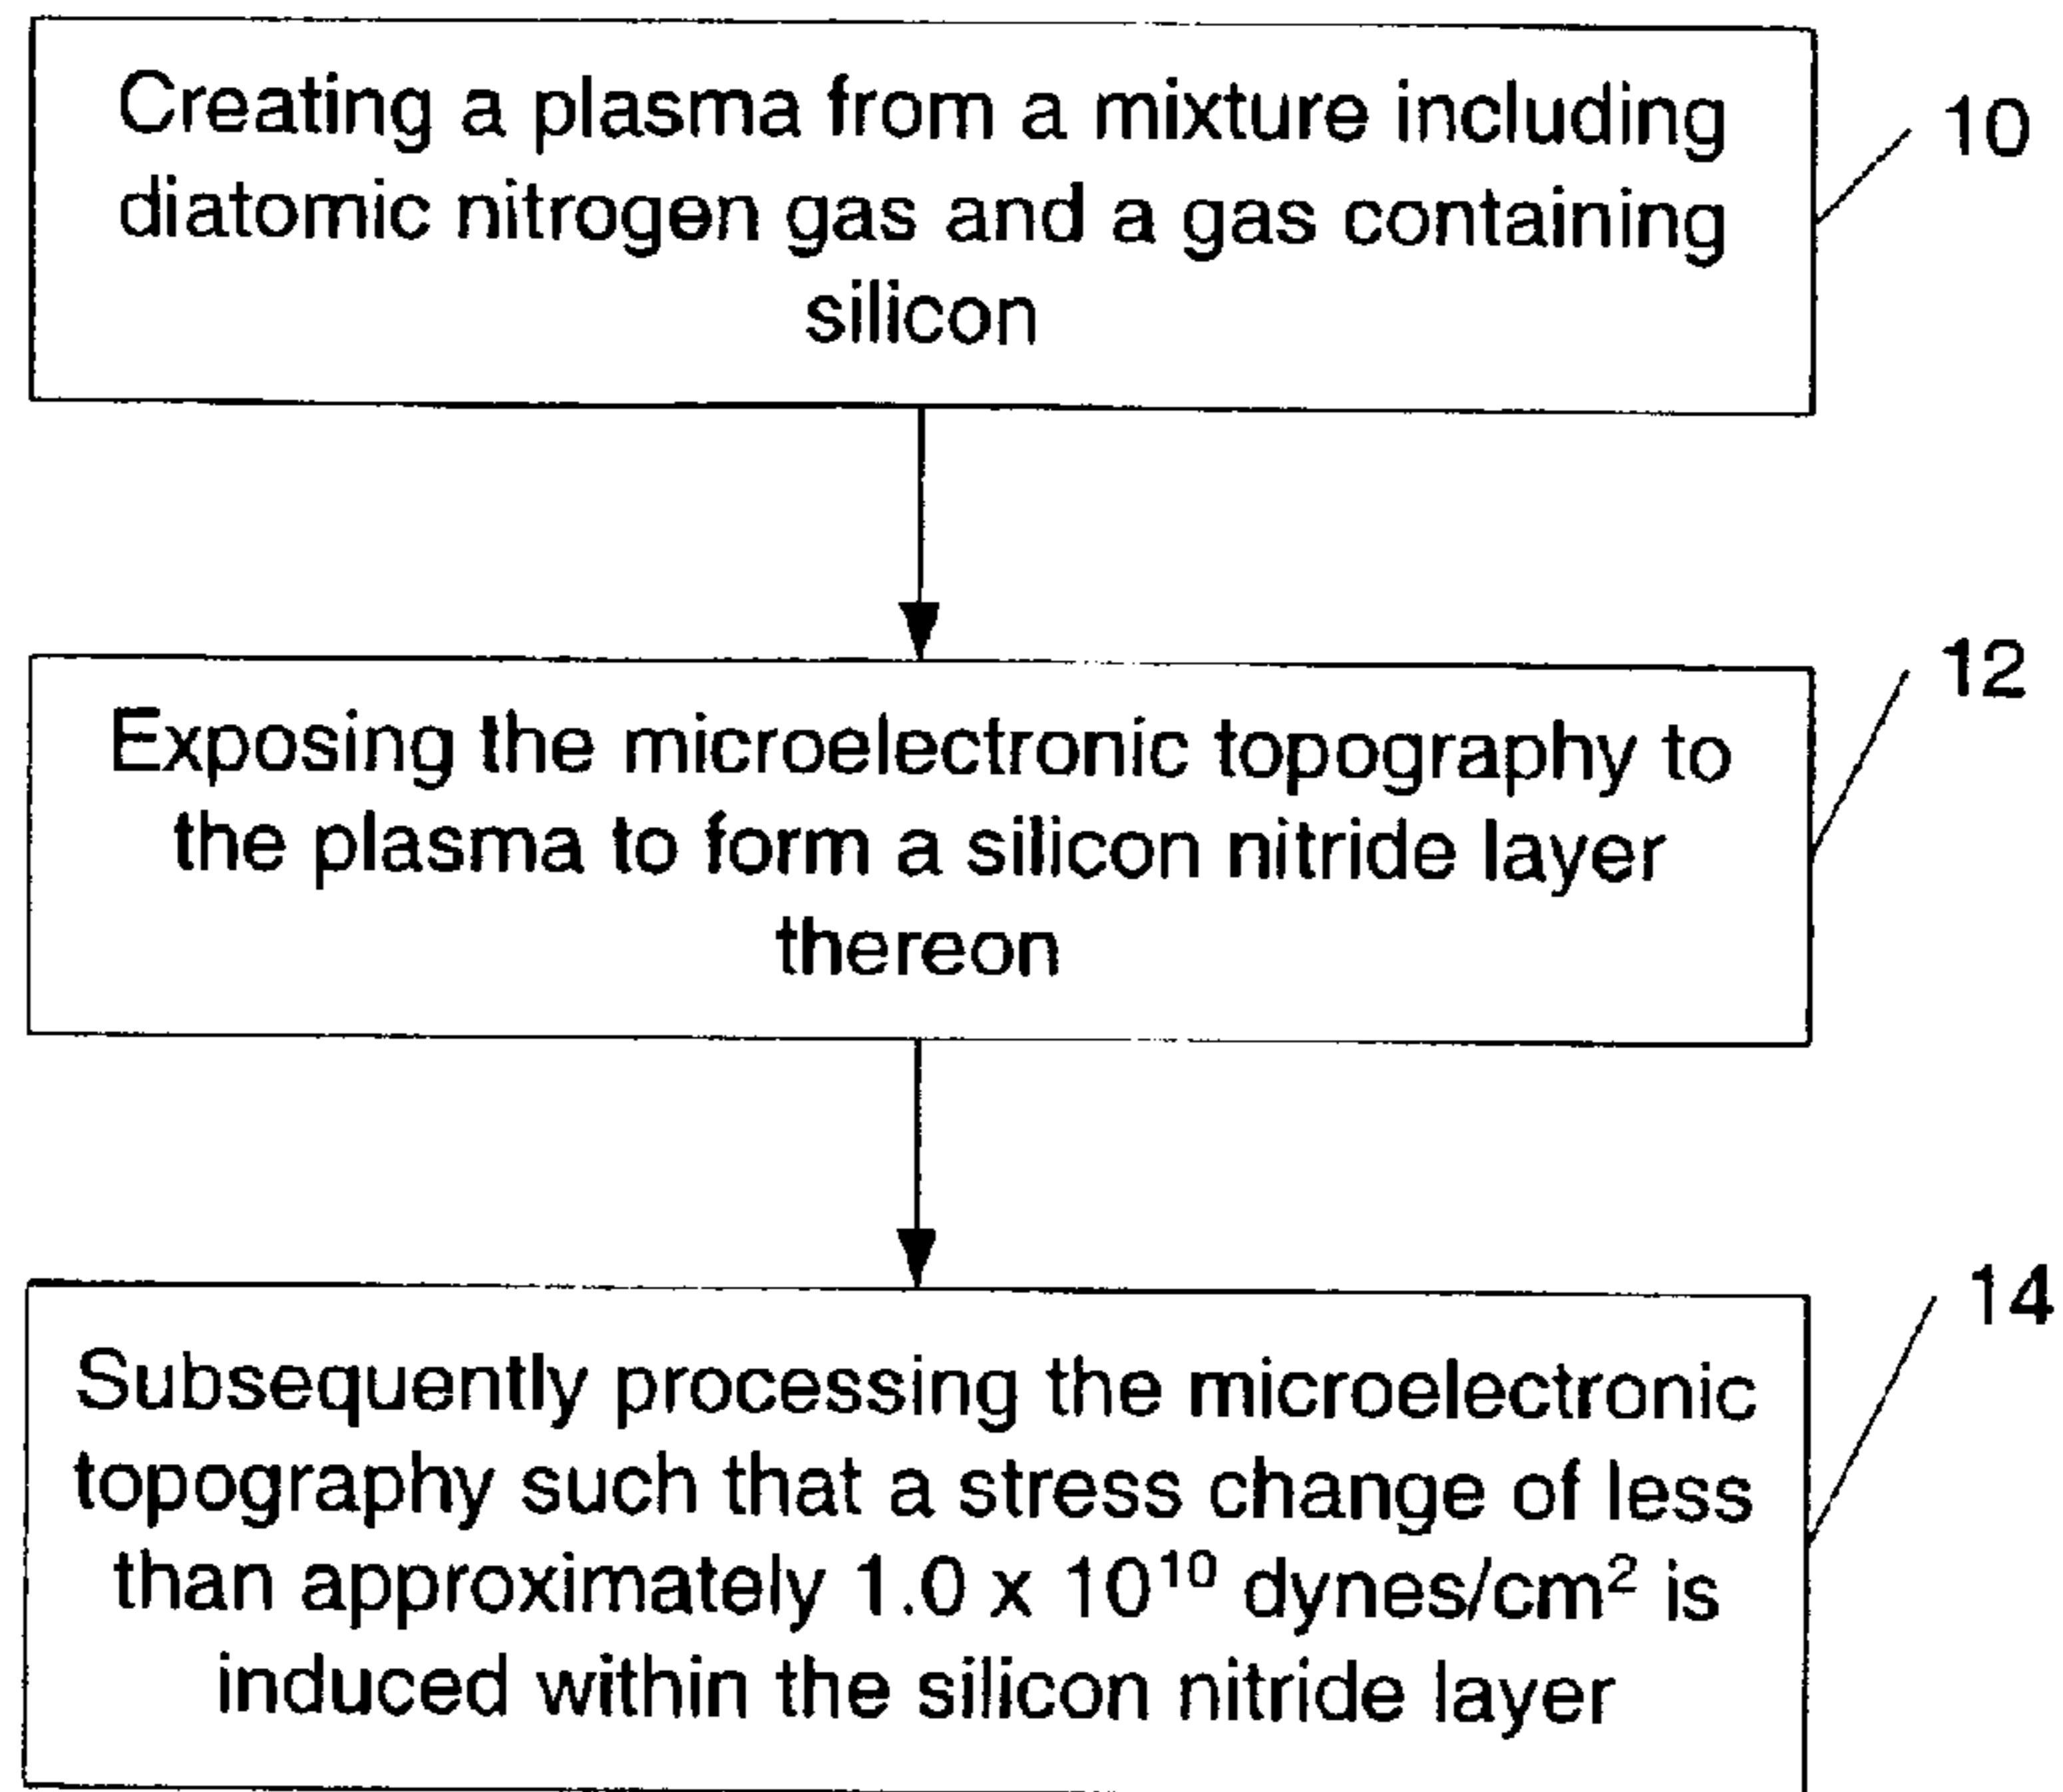 Creating a plasma from a mixture including
diatomic nitrogen gas and a gas containing
silicon
10
Exposing the microelectronic topography to
the plasma to form a silicon nitride layer
thereon
12
Subsequently processing the microelectronic
topography such that a stress change of less
than approximately 1.0 x 10¹⁰ dynes/cm² is
induced within the silicon nitride layer
14